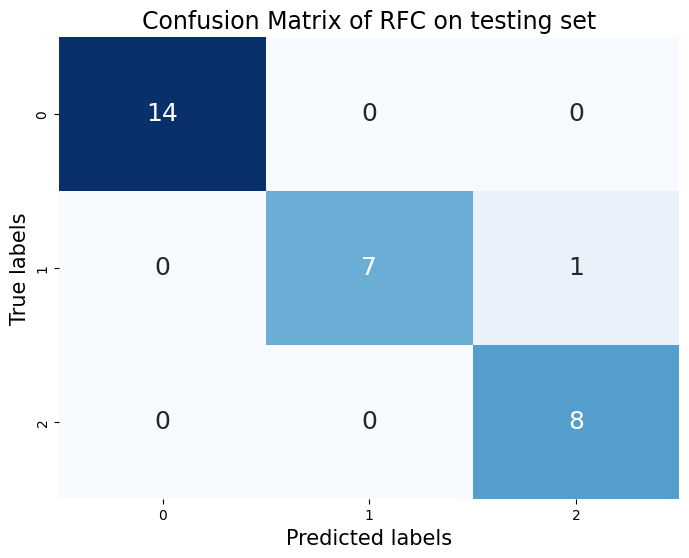 Confusion Matrix of RFC on testing set
True labels
0 14 0 0
1 0 7 1
2 0 0 8
0 1 2
Predicted labels